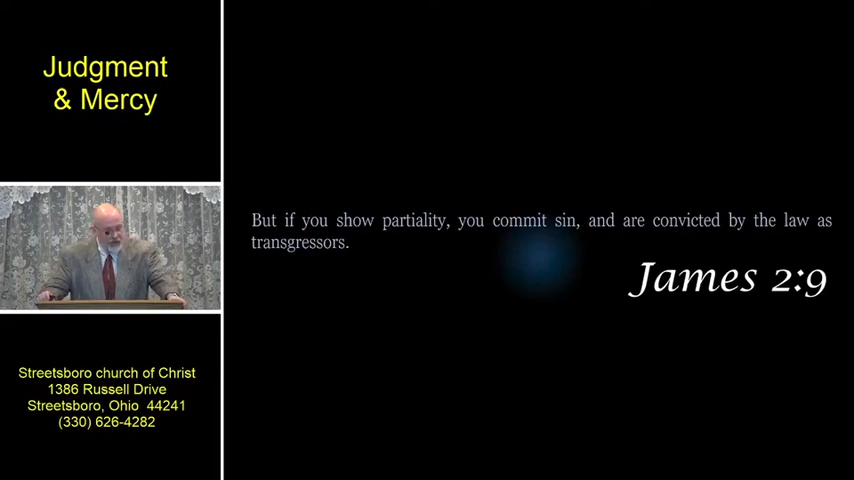 Judgment
& Mercy
But if you show partiality, you commit sin, and are convicted by the law as
transgressors.
James 2:9
Streetsboro church of Christ
1386 Russell Drive
Streetsboro, Ohio 44241
(330) 626-4282